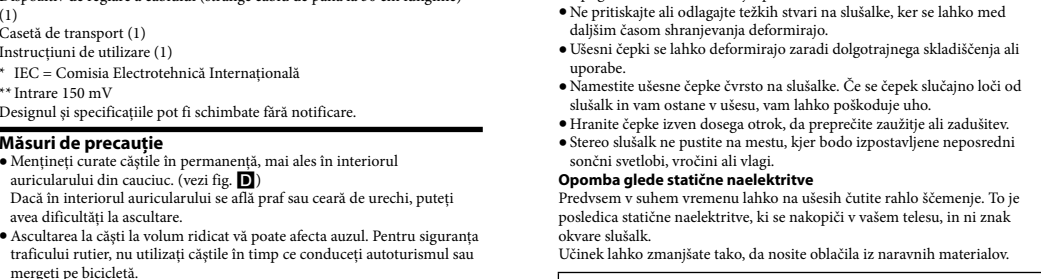 (1)
Casetă de transport (1)
Instrucțiuni de utilizare (1)
* IEC = Comisia Electrotehnică Internațională
** Intrare 150 mV
Designul și specificațiile pot fi schimbate fără notificare.
Măsuri de precauție
● Mențineți curate căștile în permanență, mai ales în interiorul
auricularului din cauciuc. (vezi fig. D)
Dacă în interiorul auricularului se află praf sau ceară de urechi, puteți
avea dificultăți la ascultare.
● Ascultarea la căști la volum ridicat vă poate afecta auzul. Pentru siguranța
traficului rutier, nu utilizați căștile în timp ce conduceți autoturismul sau
mergeți pe bicicletă.
● Ne pritiskajte ali odlagajte težkih stvari na slušalke, ker se lahko med
daljšim časom shranjevanja deformirajo.
● Ušesni čepki se lahko deformirajo zaradi dolgotrajnega skladiščenja ali
uporabe.
● Namestite ušesne čepke čvrsto na slušalke. Če se čepek slučajno loči od
slušalk in vam ostane v ušesu, vam lahko poškoduje uho.
● Hranite čepke izven dosega otrok, da preprečite zaužitje ali zadušitev.
● Stereo slušalk ne pustite na mestu, kjer bodo izpostavljene neposredni
sončni svetlobi, vročini ali vlagi.
Opomba glede statične naelektritve
Predvsem v suhem vremenu lahko na ušesih čutite rahlo ščemenje. To je
posledica statične naelektritve, ki se nakopiči v vašem telesu, in ni znak
okvare slušalk.
Učinek lahko zmanjšate tako, da nosite oblačila iz naravnih materialov.